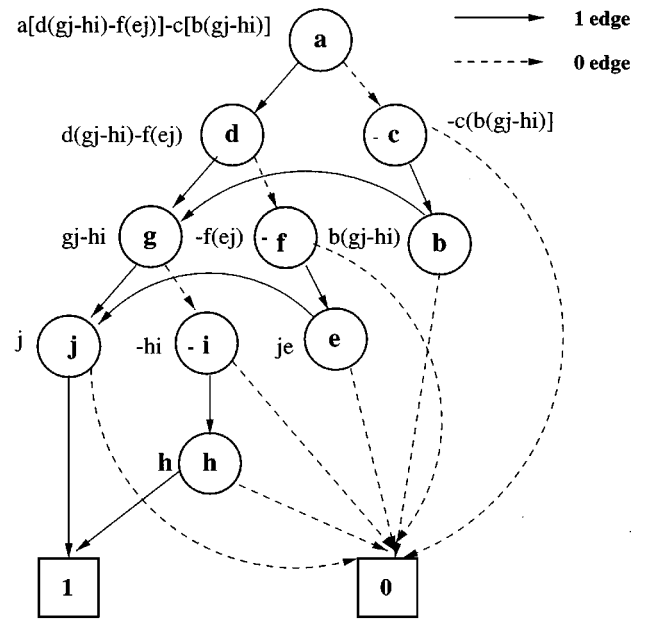 a[d(gj-hi)-f(ej)]-c[b(gj-hi)]
a
1 edge
0 edge
d(gj-hi)-f(ej)
d
- c
-c(b(gj-hi)]
gj-hi
g
-f(ej)
- f
b(gj-hi)
b
j
j
-hi
- i
je
e
h
h
1
0